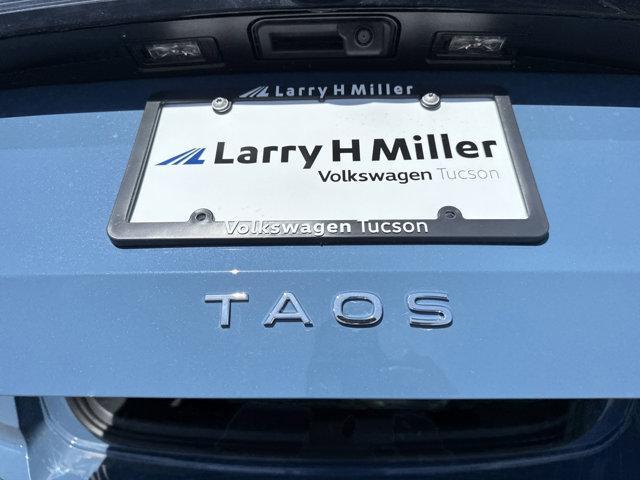 Larry H Miller
Larry H Miller
Volkswagen Tucson
Volkswagen Tucson
TAOS